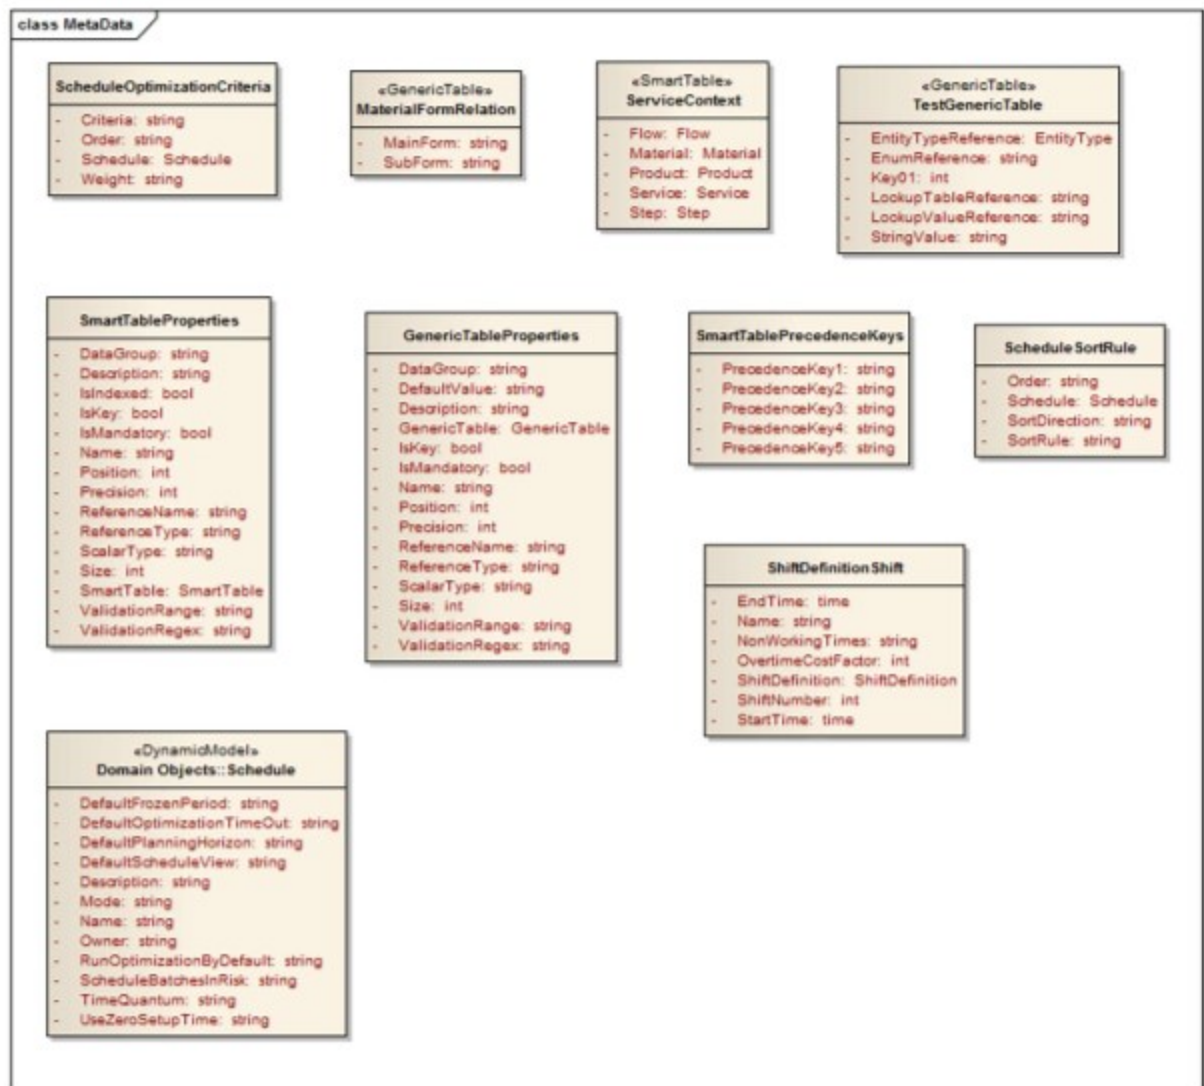 class MetaData
ScheduleOptimizationCriteria
- Criteria: string
- Order: string
- Schedule: Schedule
- Weight: string
«GenericTable»
MaterialFormRelation
- MainForm: string
- SubForm: string
«SmartTable»
ServiceContext
- Flow: Flow
- Material: Material
- Product: Product
- Service: Service
- Step: Step
«GenericTable»
TestGenericTable
- EntityTypeReference: EntityType
- EnumReference: string
- Key01: int
- LookupTableReference: string
- LookupValueReference: string
- StringValue: string
SmartTableProperties
- DataGroup: string
- Description: string
- IsIndexed: bool
- IsKey: bool
- IsMandatory: bool
- Name: string
- Position: int
- Precision: int
- ReferenceName: string
- ReferenceType: string
- ScalarType: string
- Size: int
- SmartTable: SmartTable
- ValidationRange: string
- ValidationRegex: string
GenericTableProperties
- DataGroup: string
- DefaultValue: string
- Description: string
- GenericTable: GenericTable
- IsKey: bool
- IsMandatory: bool
- Name: string
- Position: int
- Precision: int
- ReferenceName: string
- ReferenceType: string
- ScalarType: string
- Size: int
- ValidationRange: string
- ValidationRegex: string
SmartTablePrecedenceKeys
- PrecedenceKey1: string
- PrecedenceKey2: string
- PrecedenceKey3: string
- PrecedenceKey4: string
- PrecedenceKey5: string
ScheduleSortRule
- Order: string
- Schedule: Schedule
- SortDirection: string
- SortRule: string
ShiftDefinitionShift
- EndTime: time
- Name: string
- NonWorkingTimes: string
- OvertimeCostFactor: int
- ShiftDefinition: ShiftDefinition
- ShiftNumber: int
- StartTime: time
«DynamicModel»
Domain Objects::Schedule
- DefaultFrozenPeriod: string
- DefaultOptimizationTimeOut: string
- DefaultPlanningHorizon: string
- DefaultScheduleView: string
- Description: string
- Mode: string
- Name: string
- Owner: string
- RunOptimizationByDefault: string
- ScheduleBatchesInRisk: string
- TimeQuantum: string
- UseZeroSetupTime: string